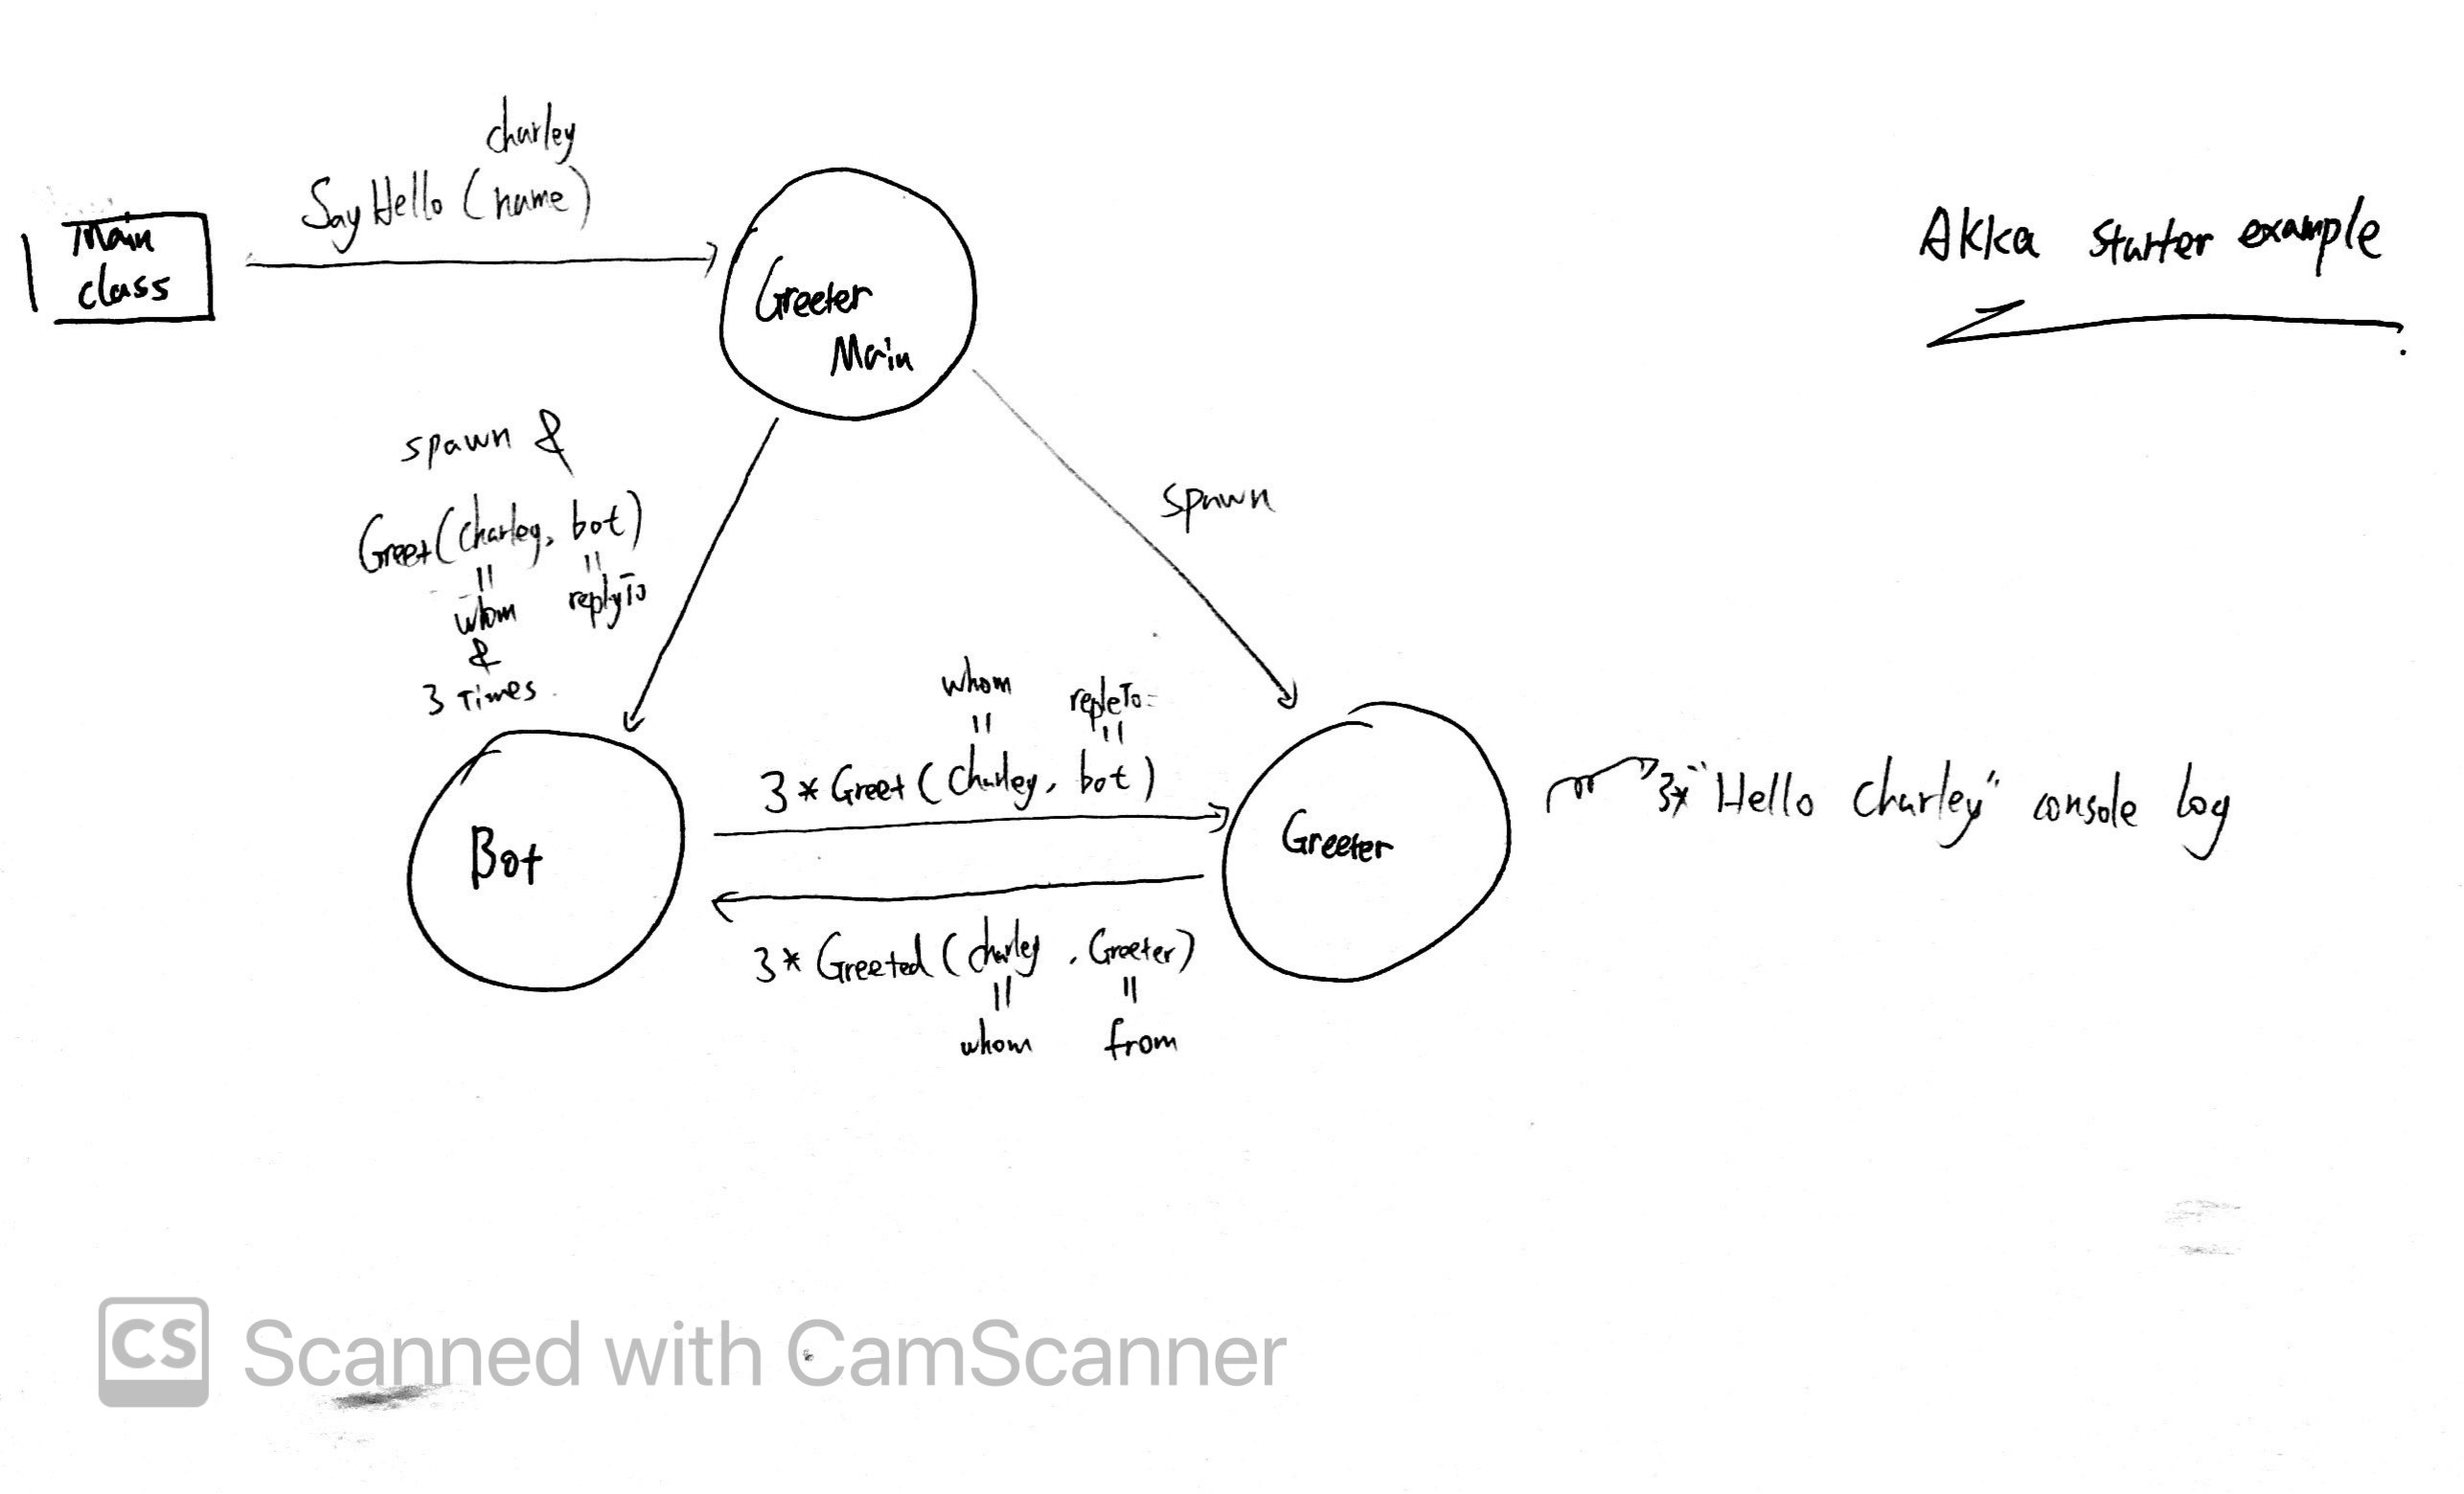 charley
SayHello (name)
Main
class
Greeter
Main
Akka starter example
spawn &
Greet(charley, bot)
" "
whom replyTo
&
3 Times.
spawn
whom repleTo
" "
3 * Greet (charley, bot)
Bot
Greeter
3* "Hello charley" console log
3 * Greeted (charley, Greeter)
" "
whom from
CS Scanned with CamScanner